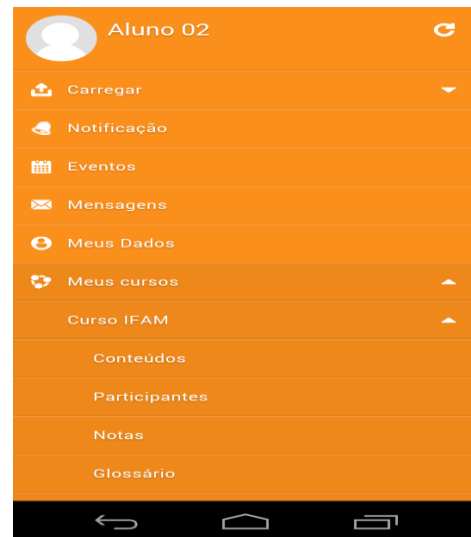 Aluno 02
Carregar
Notificação
Eventos
Mensagens
Meus Dados
Meus cursos
Curso IFAM
Conteúdos
Participantes
Notas
Glossário